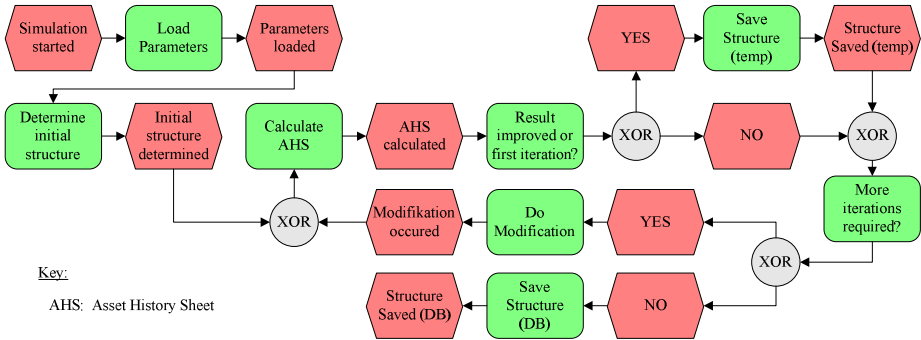 Simulation
started
Load
Parameters
Parameters
loaded
YES
Save
Structure
(temp)
Structure
Saved (temp)
Determine
initial
structure
Initial
structure
determined
Calculate
AHS
AHS
calculated
Result
improved or
first iteration?
XOR
NO
XOR
More
iterations
required?
XOR
Modifikation
occured
Do
Modification
YES
XOR
Key:
AHS: Asset History Sheet
Structure
Saved (DB)
Save
Structure
(DB)
NO